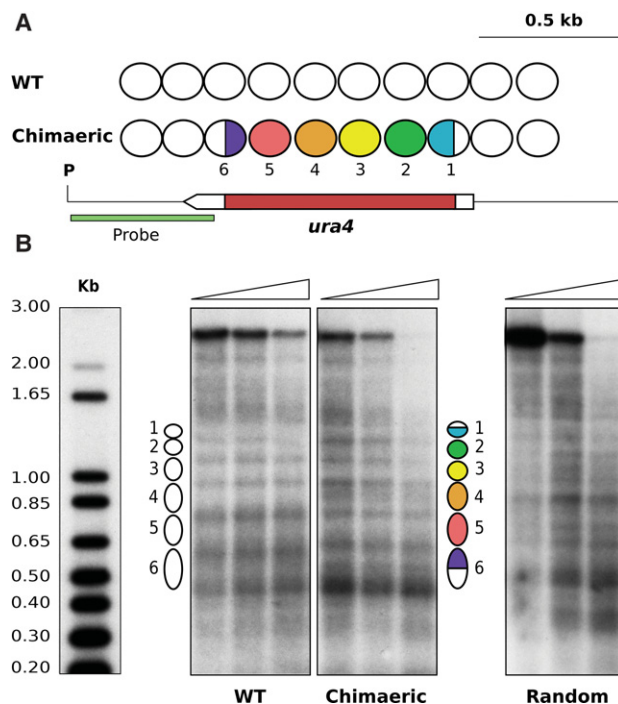 A
0.5 kb
WT
Chimaeric
6 5 4 3 2 1
P
ura4
Probe
B
Kb
3.00
2.00
1.65
1.00
0.85
0.65
0.50
0.40
0.30
0.20
1
2
3
4
5
6
1
2
3
4
5
6
WT Chimaeric Random